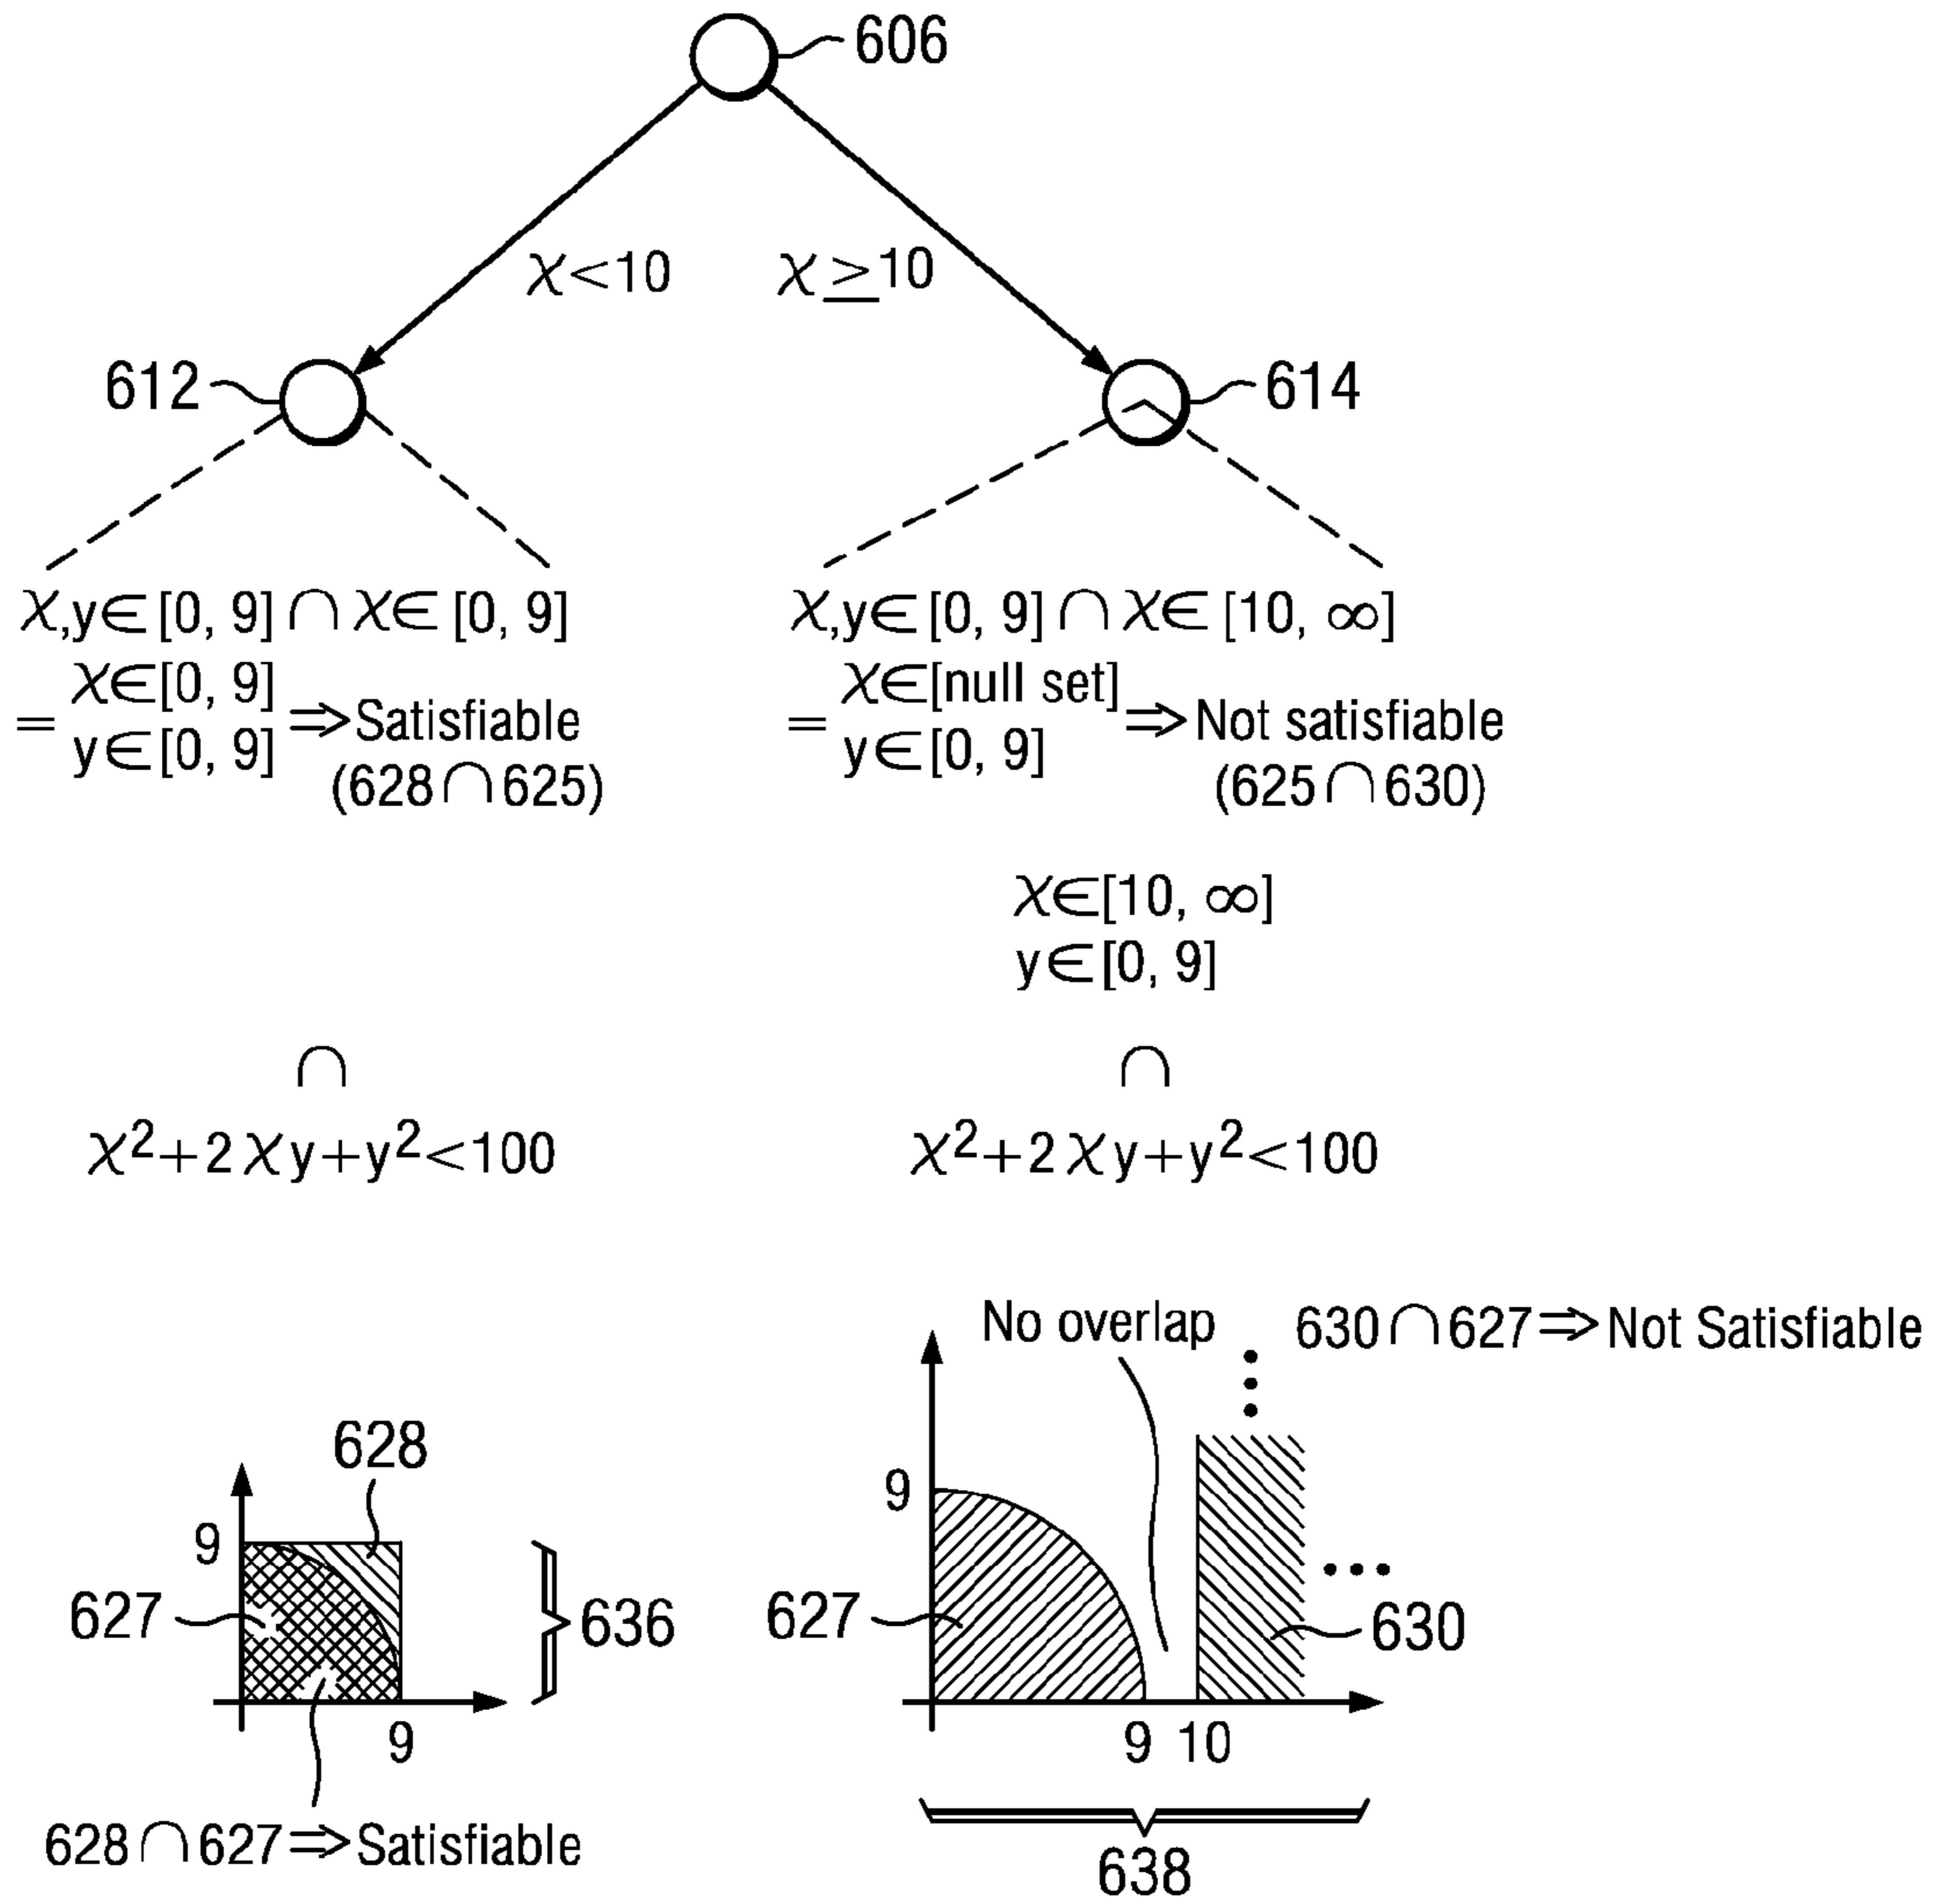 606
χ<10
χ≥10
612
614
χ,y∈[0, 9]∩χ∈[0, 9]
= χ∈[0, 9]
y∈[0, 9]
⇒Satisfiable
(628∩625)
χ,y∈[0, 9]∩χ∈[10, ∞]
= χ∈[null set]
y∈[0, 9]
⇒Not satisfiable
(625∩630)
χ∈[10, ∞]
y∈[0, 9]
∩
χ²+2χy+y²<100
∩
χ²+2χy+y²<100
628
9
627
636
9
628∩627⇒Satisfiable
No overlap
630∩627⇒Not Satisfiable
9
627
630
9 10
638